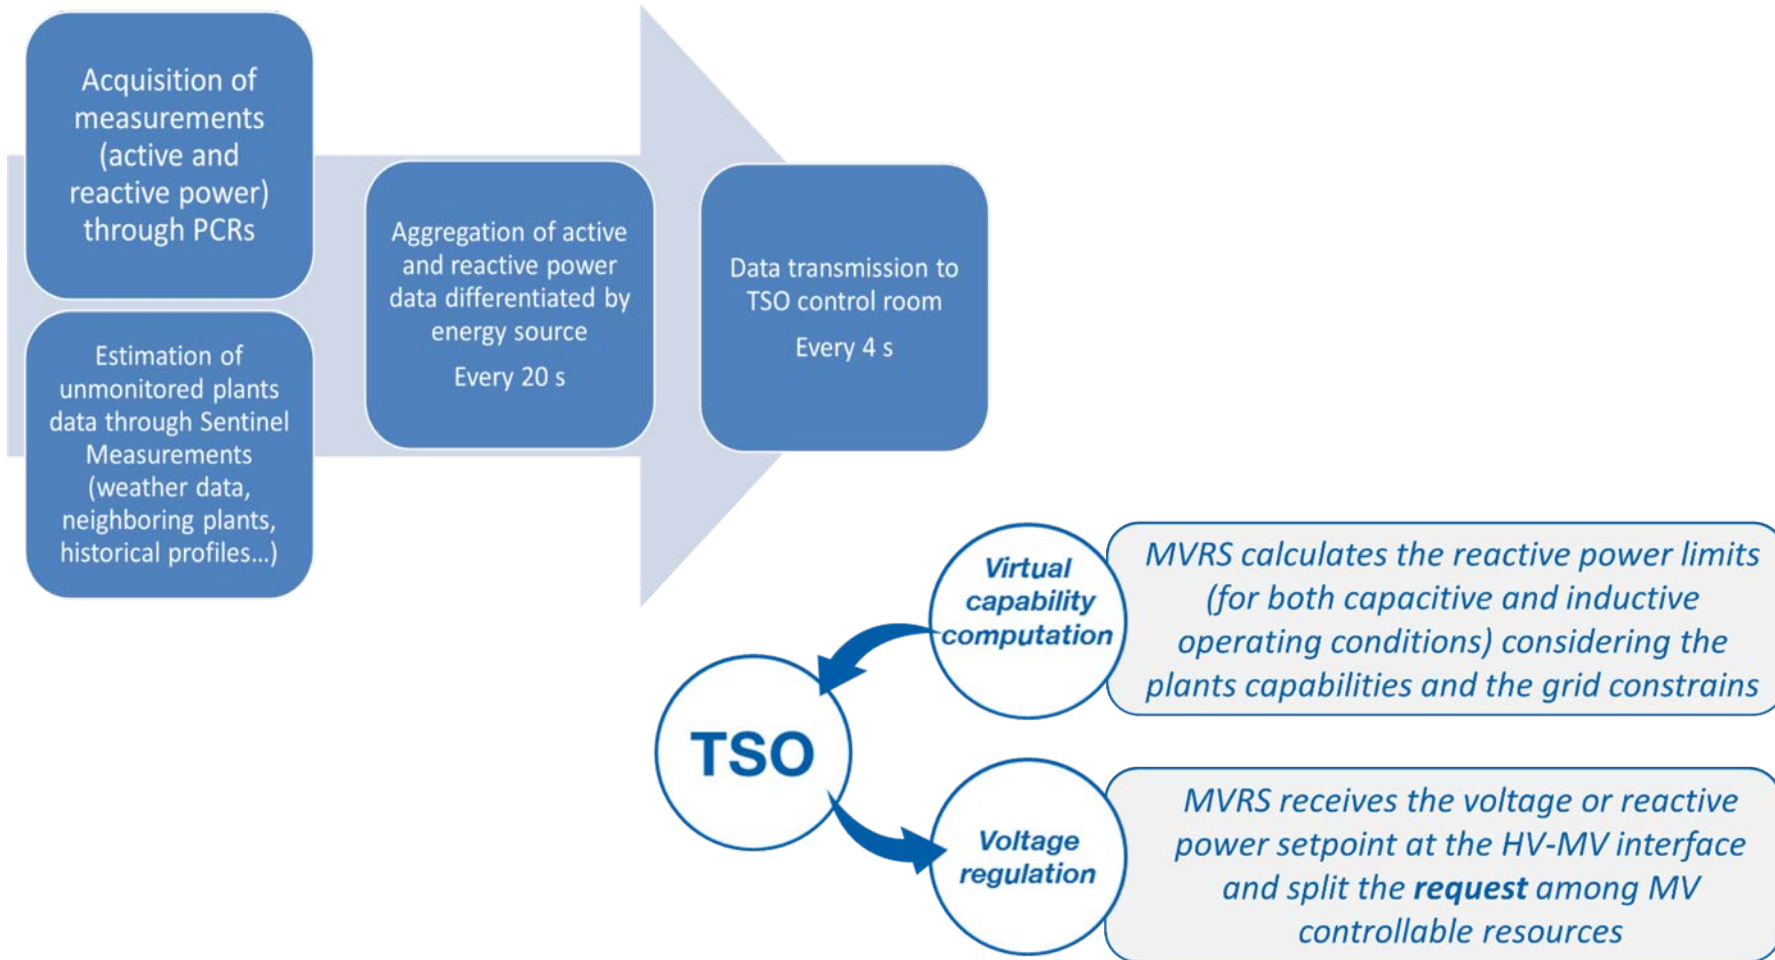 Acquisition of
measurements
(active and
reactive power)
through PCRs
Estimation of
unmonitored plants
data through Sentinel
Measurements
(weather data,
neighboring plants,
historical profiles...)
Aggregation of active
and reactive power
data differentiated by
energy source
Every 20 s
Data transmission to
TSO control room
Every 4 s
TSO
Virtual
capability
computation
MVRS calculates the reactive power limits
(for both capacitive and inductive
operating conditions) considering the
plants capabilities and the grid constrains
Voltage
regulation
MVRS receives the voltage or reactive
power setpoint at the HV-MV interface
and split the request among MV
controllable resources